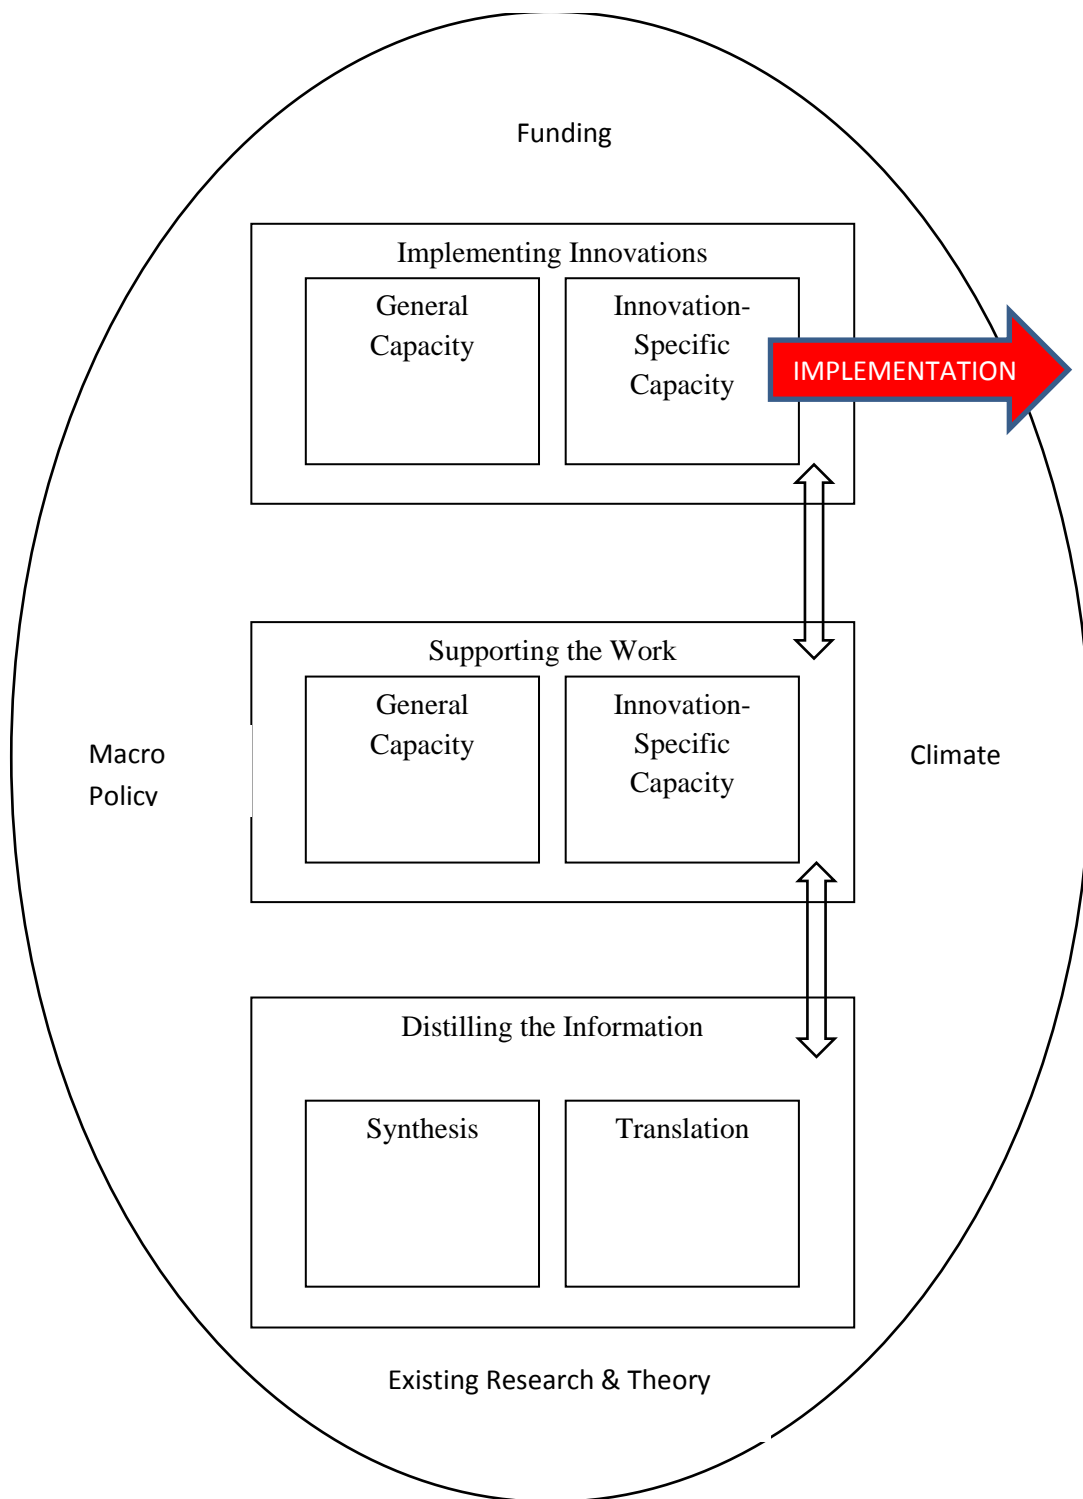 Funding
Implementing Innovations
General
Capacity
Innovation-
Specific
Capacity
IMPLEMENTATION
Supporting the Work
General
Capacity
Innovation-
Specific
Capacity
Macro
Policy
Climate
Distilling the Information
Synthesis
Translation
Existing Research & Theory